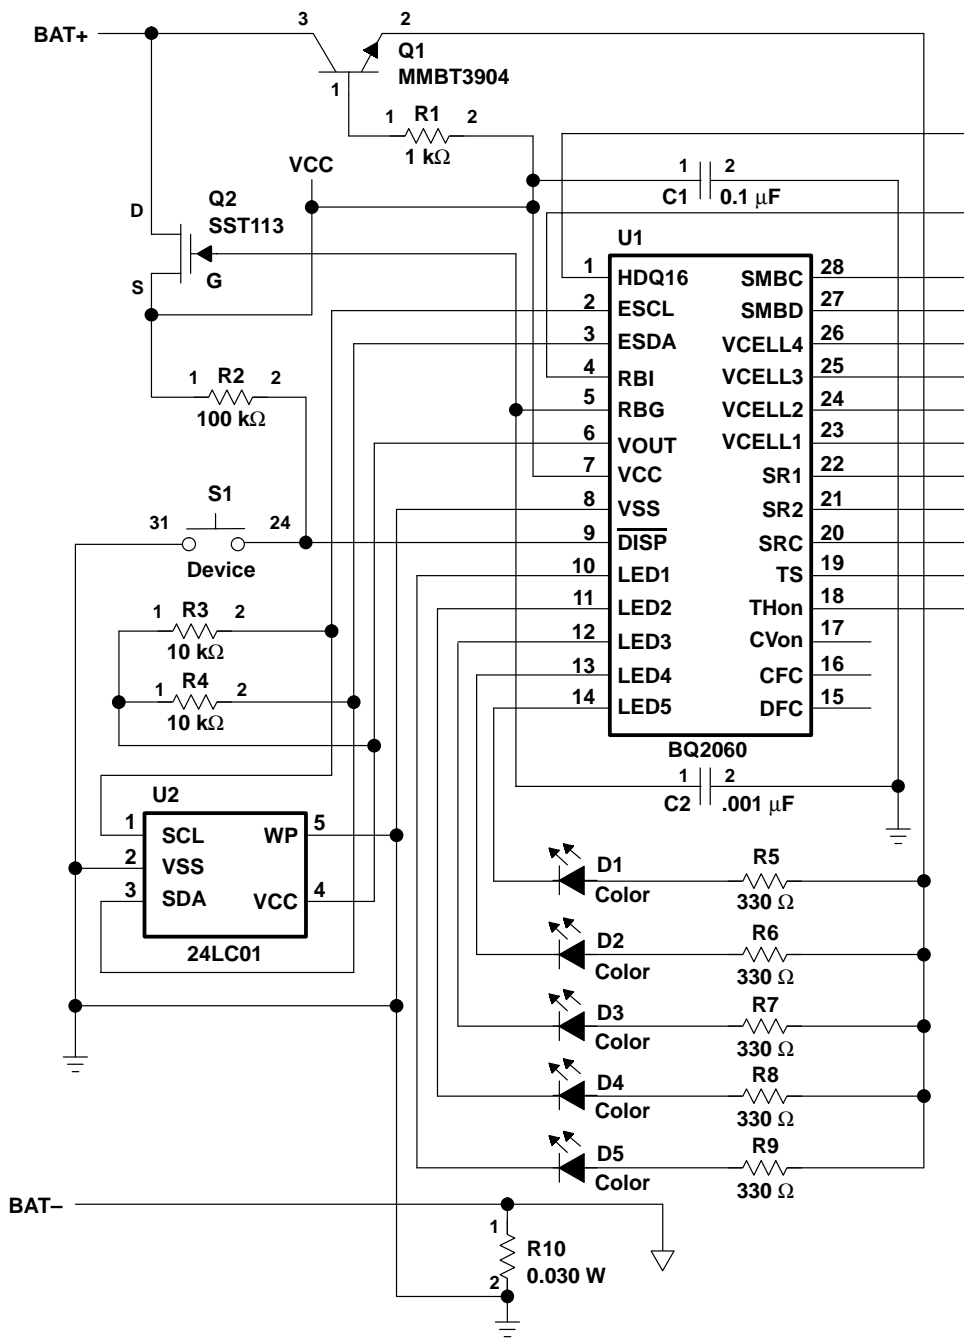 3 2
BAT+ Q1
MMBT3904
1
1 R1 2
1 kΩ
VCC
1 2
C1 0.1 μF
Q2
SST113
D
S G
U1
1 HDQ16 SMBC 28
2 ESCL SMBD 27
3 ESDA VCELL4 26
4 RBI VCELL3 25
5 RBG VCELL2 24
6 VOUT VCELL1 23
7 VCC SR1 22
8 VSS SR2 21
9 DISP SRC 20
10 LED1 TS 19
11 LED2 THon 18
12 LED3 CVon 17
13 LED4 CFC 16
14 LED5 DFC 15
BQ2060
1 R2 2
100 kΩ
S1
31 24
Device
1 R3 2
10 kΩ
1 R4 2
10 kΩ
1 2
C2 .001 μF
U2
1 SCL WP 5
2 VSS
3 SDA VCC 4
24LC01
D1 R5
Color 330 Ω
D2 R6
Color 330 Ω
D3 R7
Color 330 Ω
D4 R8
Color 330 Ω
D5 R9
Color 330 Ω
BAT–
1
R10
0.030 W
2